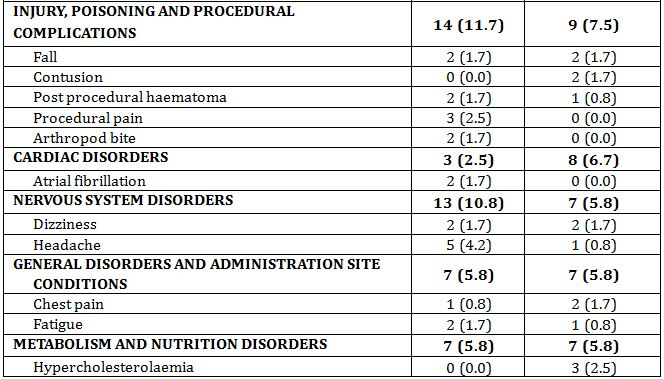 INJURY, POISONING AND PROCEDURAL
COMPLICATIONS 14 (11.7) 9 (7.5)
Fall 2 (1.7) 2 (1.7)
Contusion 0 (0.0) 2 (1.7)
Post procedural haematoma 2 (1.7) 1 (0.8)
Procedural pain 3 (2.5) 0 (0.0)
Arthropod bite 2 (1.7) 0 (0.0)
CARDIAC DISORDERS 3 (2.5) 8 (6.7)
Atrial fibrillation 2 (1.7) 0 (0.0)
NERVOUS SYSTEM DISORDERS 13 (10.8) 7 (5.8)
Dizziness 2 (1.7) 2 (1.7)
Headache 5 (4.2) 1 (0.8)
GENERAL DISORDERS AND ADMINISTRATION SITE
CONDITIONS 7 (5.8) 7 (5.8)
Chest pain 1 (0.8) 2 (1.7)
Fatigue 2 (1.7) 1 (0.8)
METABOLISM AND NUTRITION DISORDERS 7 (5.8) 7 (5.8)
Hypercholesterolaemia 0 (0.0) 3 (2.5)